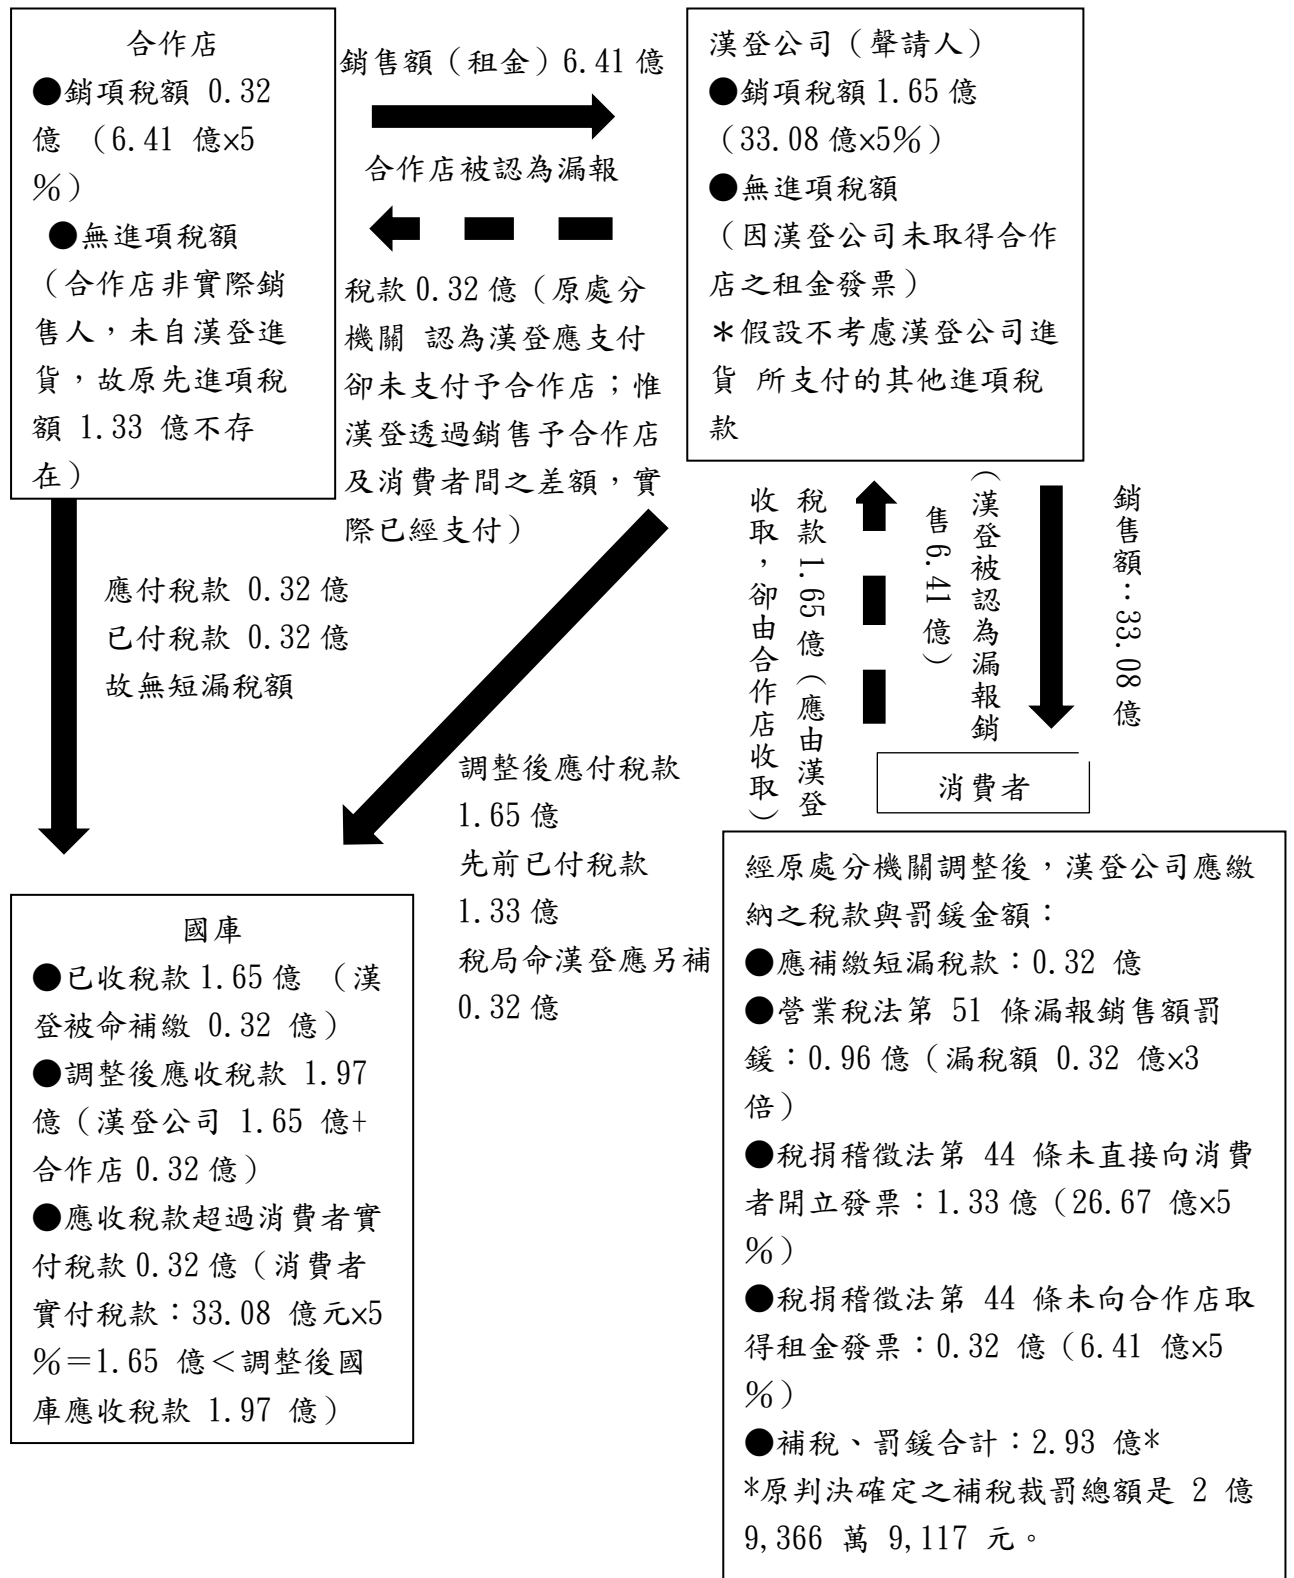 合作店
●銷項稅額 0.32
億 （6.41 億×5
％）
●無進項稅額
（合作店非實際銷
售人，未自漢登進
貨，故原先進項稅
額 1.33 億不存
在）
銷售額（租金）6.41 億
合作店被認為漏報
稅款 0.32 億（原處分
機關 認為漢登應支付
卻未支付予合作店；惟
漢登透過銷售予合作店
及消費者間之差額，實
際已經支付）
漢登公司（聲請人）
●銷項稅額 1.65 億
（33.08 億×5％）
●無進項稅額
（因漢登公司未取得合作
店之租金發票）
＊假設不考慮漢登公司進
貨 所支付的其他進項稅
款
應付稅款 0.32 億
已付稅款 0.32 億
故無短漏稅額
調整後應付稅款
1.65 億
先前已付稅款
1.33 億
稅局命漢登應另補
0.32 億
銷售額：33.08 億
（漢登被認為漏報銷
售 6.41 億）
稅款 1.65 億（應由漢登
收取，卻由合作店收取）
消費者
國庫
●已收稅款 1.65 億 （漢
登被命補繳 0.32 億）
●調整後應收稅款 1.97
億（漢登公司 1.65 億+
合作店 0.32 億）
●應收稅款超過消費者實
付稅款 0.32 億（消費者
實付稅款：33.08 億元×5
％＝1.65 億＜調整後國
庫應收稅款 1.97 億）
經原處分機關調整後，漢登公司應繳
納之稅款與罰鍰金額：
●應補繳短漏稅款：0.32 億
●營業稅法第 51 條漏報銷售額罰
鍰：0.96 億（漏稅額 0.32 億×3
倍）
●稅捐稽徵法第 44 條未直接向消費
者開立發票：1.33 億（26.67 億×5
％）
●稅捐稽徵法第 44 條未向合作店取
得租金發票：0.32 億（6.41 億×5
％）
●補稅、罰鍰合計：2.93 億*
*原判決確定之補稅裁罰總額是 2 億
9,366 萬 9,117 元。